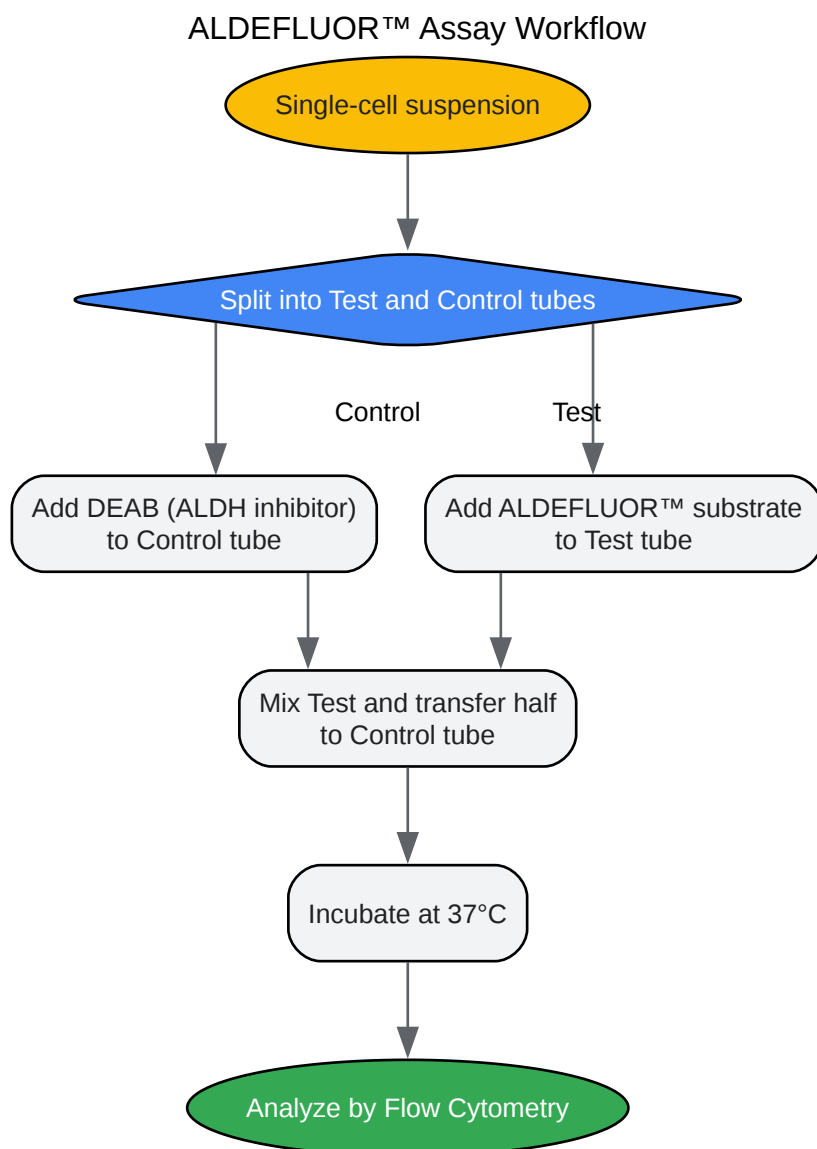 ALDEFLUOR™ Assay Workflow
Single-cell suspension
Split into Test and Control tubes
Control
Test
Add DEAB (ALDH inhibitor)
to Control tube
Add ALDEFLUOR™ substrate
to Test tube
Mix Test and transfer half
to Control tube
Incubate at 37°C
Analyze by Flow Cytometry